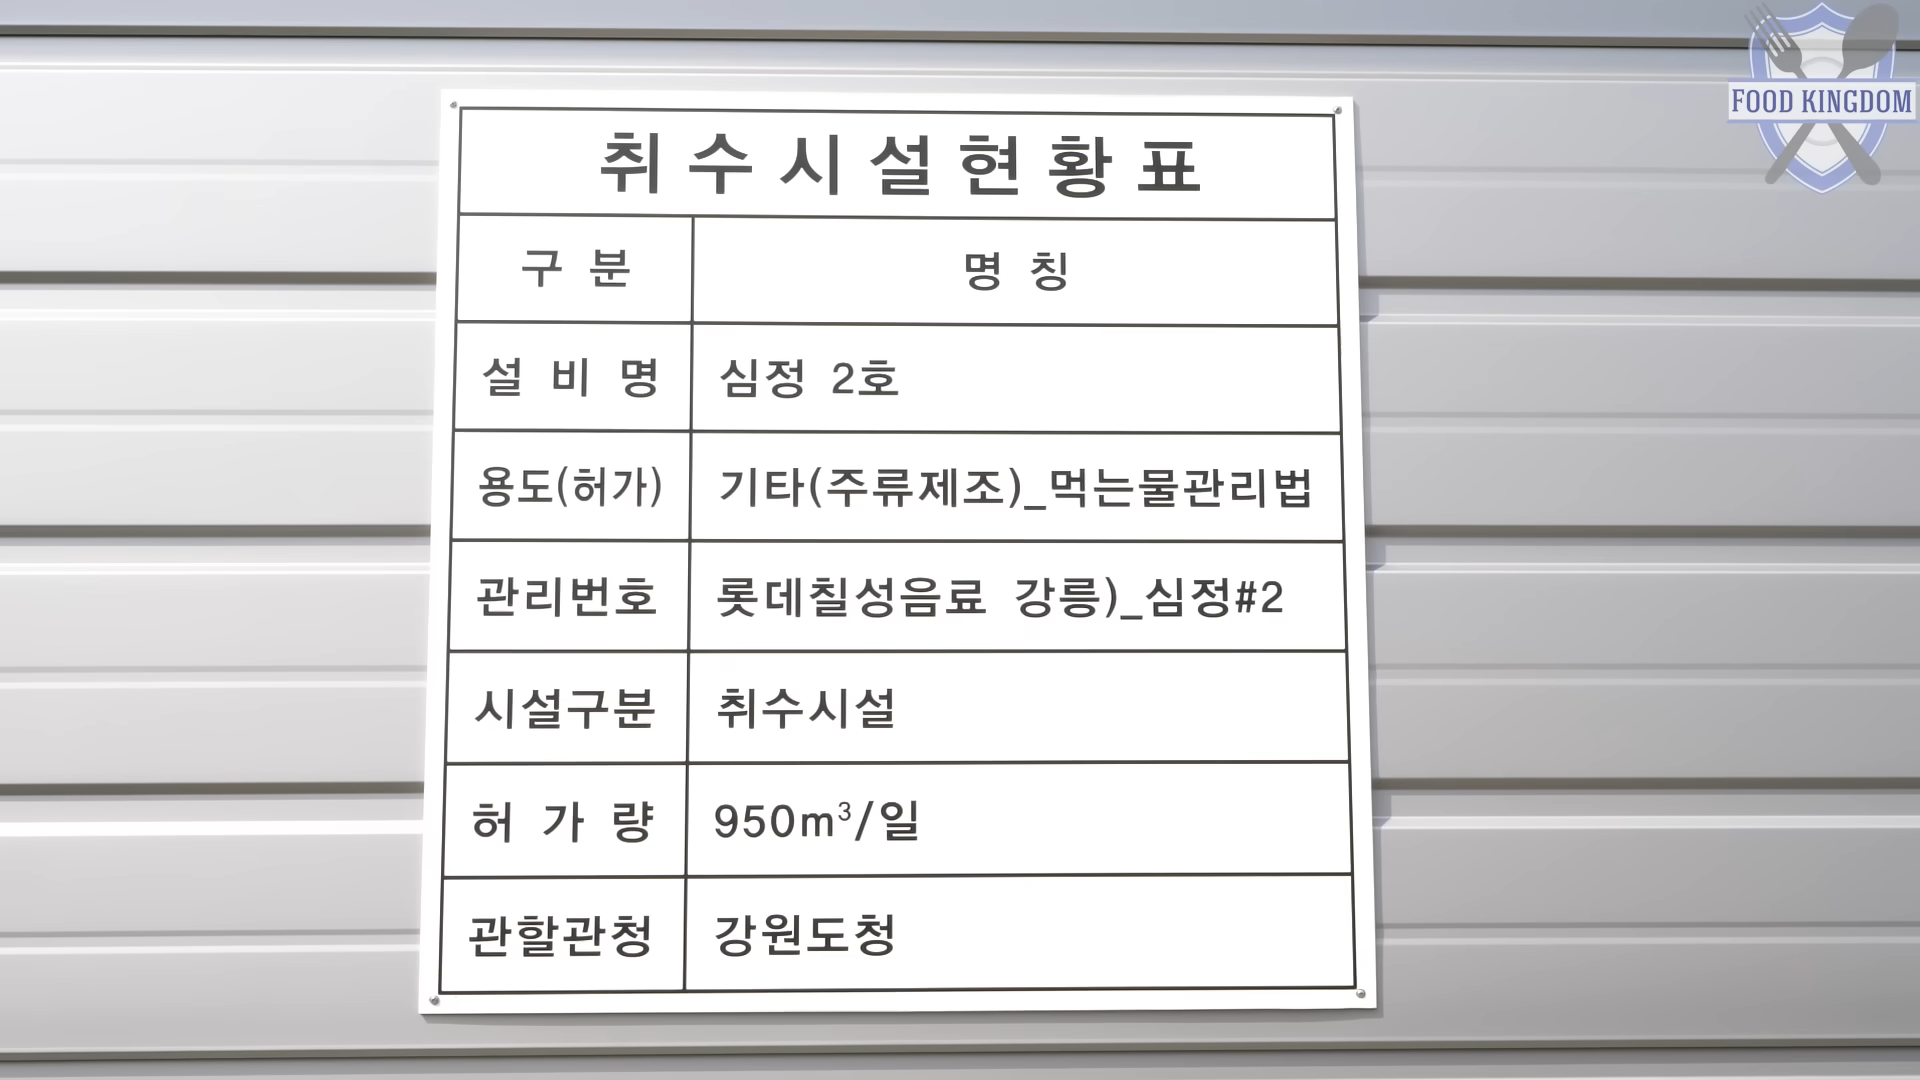 FOOD KINGDOM
취수시설현황표
구 분 명 칭
설 비 명 심정 2호
용도(허가) 기타(주류제조)_먹는물관리법
관리번호 롯데칠성음료 강릉)_심정#2
시설구분 취수시설
허 가 량 950m³/일
관할관청 강원도청